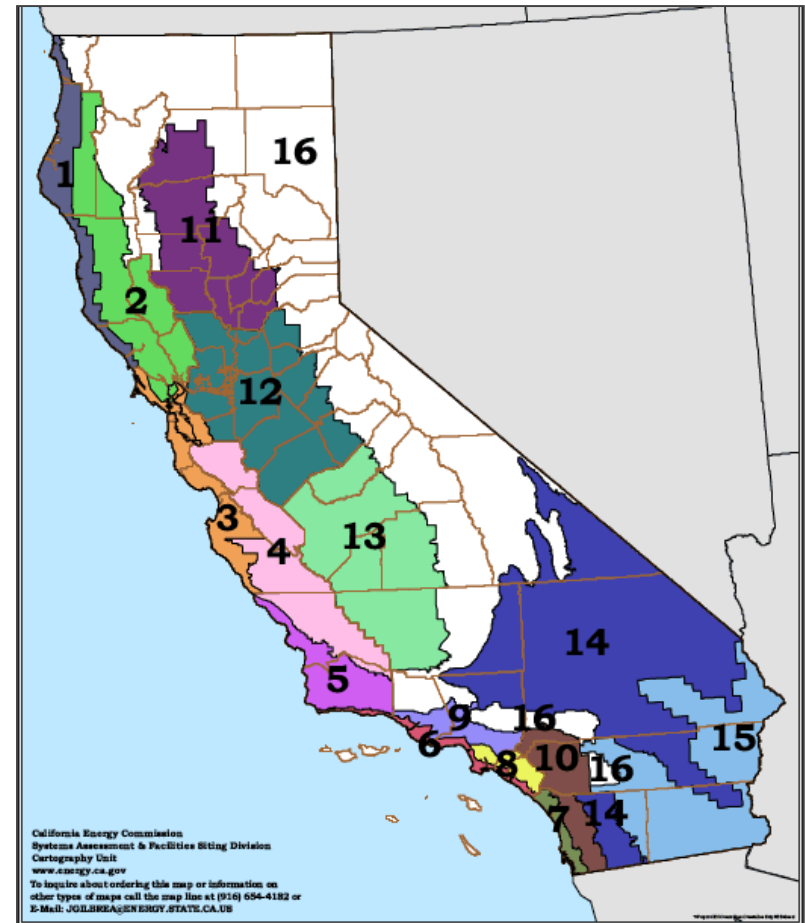 16
1
11
2
12
3
13
4
14
5
9
16
15
6
10
8
16
7
14
California Energy Commission
Systems Assessment & Facilities Siting Division
Cartography Unit
www.energy.ca.gov
To inquire about ordering this map or information on
other types of maps call the map line at (916) 654-4182 or
E-Mail: JGILBREA@ENERGY.STATE.CA.US